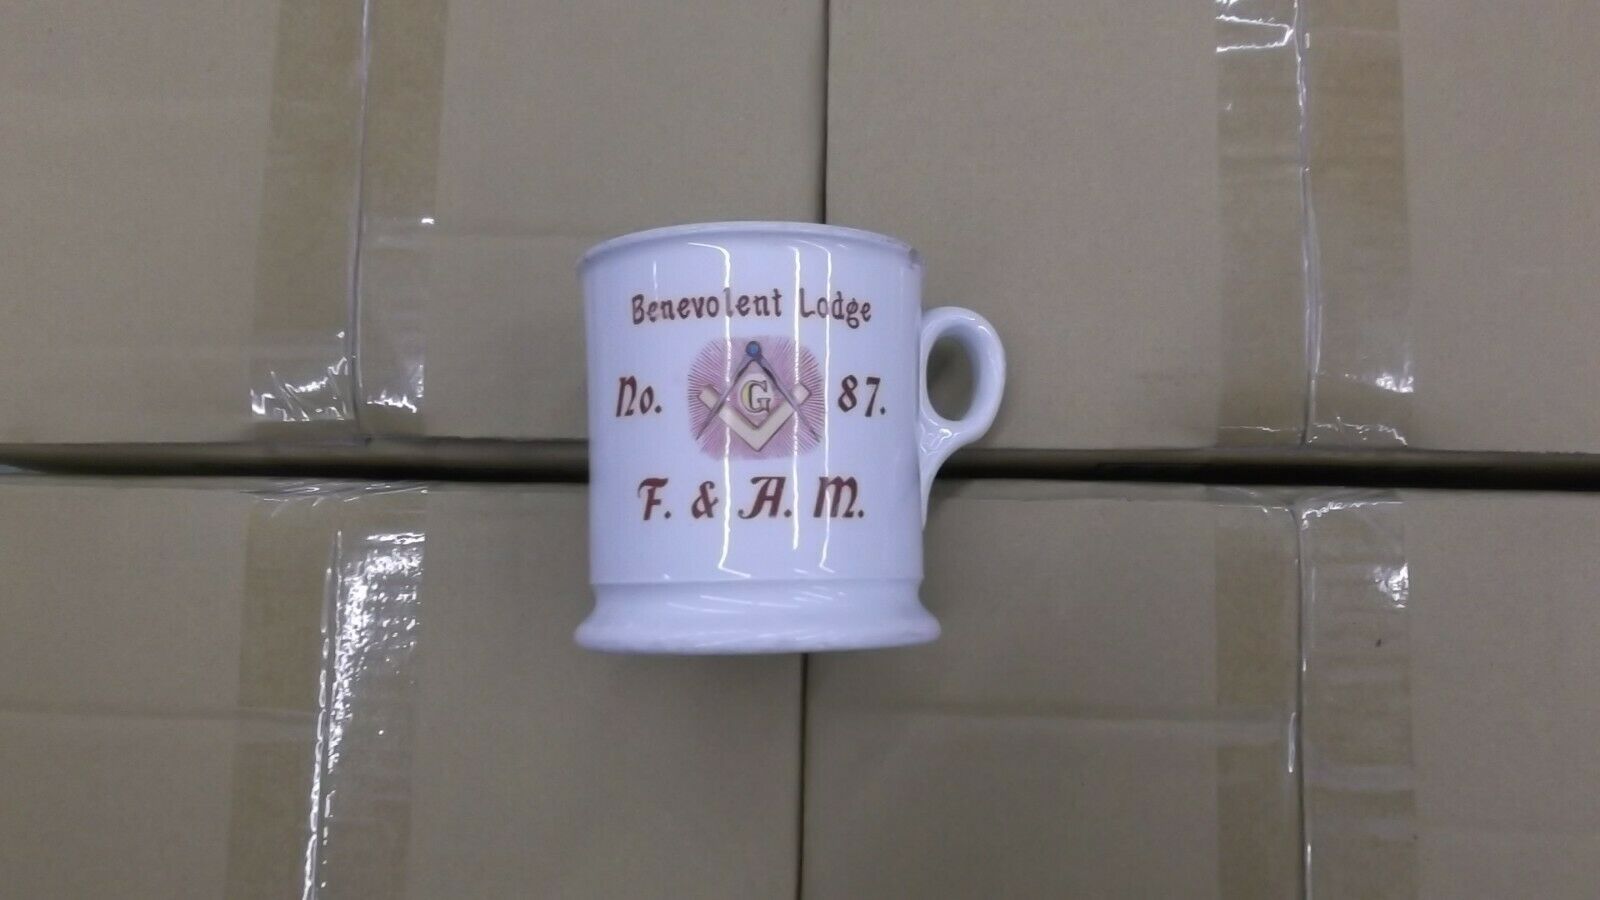 Benevolent Lodge
No. G 87.
F. & A. M.